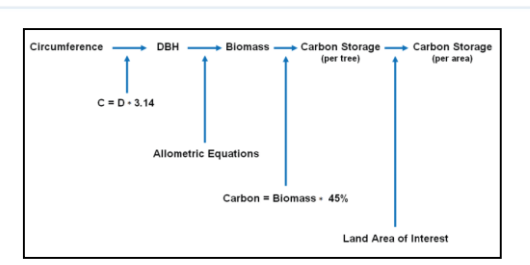 Circumference DBH Biomass Carbon Storage Carbon Storage
(per tree) (per area)
C = D * 3.14
Allometric Equations
Carbon = Biomass * 45%
Land Area of Interest